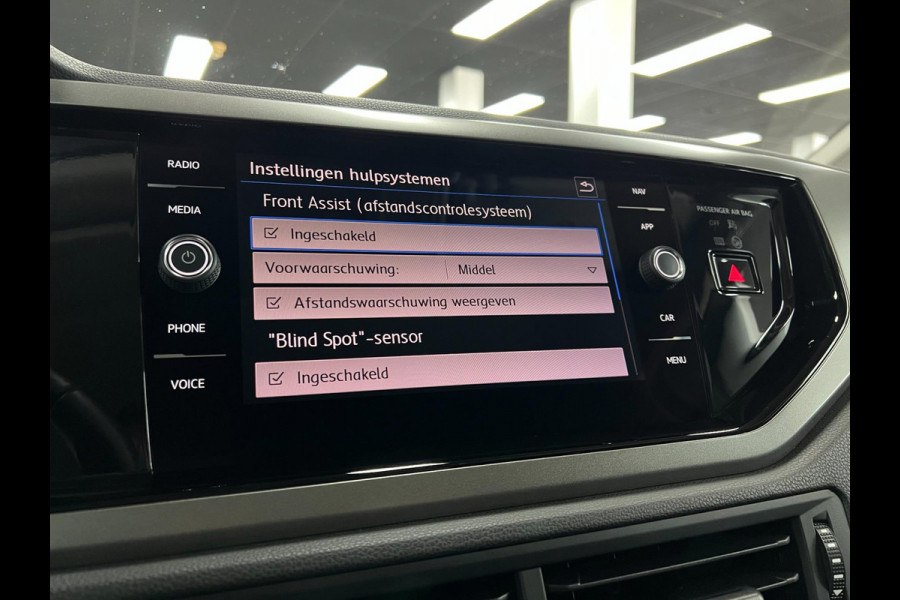 RADIO
MEDIA
PHONE
VOICE
Instellingen hulpsystemen
Front Assist (afstandscontrolesysteem)
Ingeschakeld
Voorwaarschuwing: Middel
Afstandswaarschuwing weergeven
"Blind Spot"-sensor
Ingeschakeld
NAV
APP
CAR
MENU
PASSENGER AIR BAG
OFF